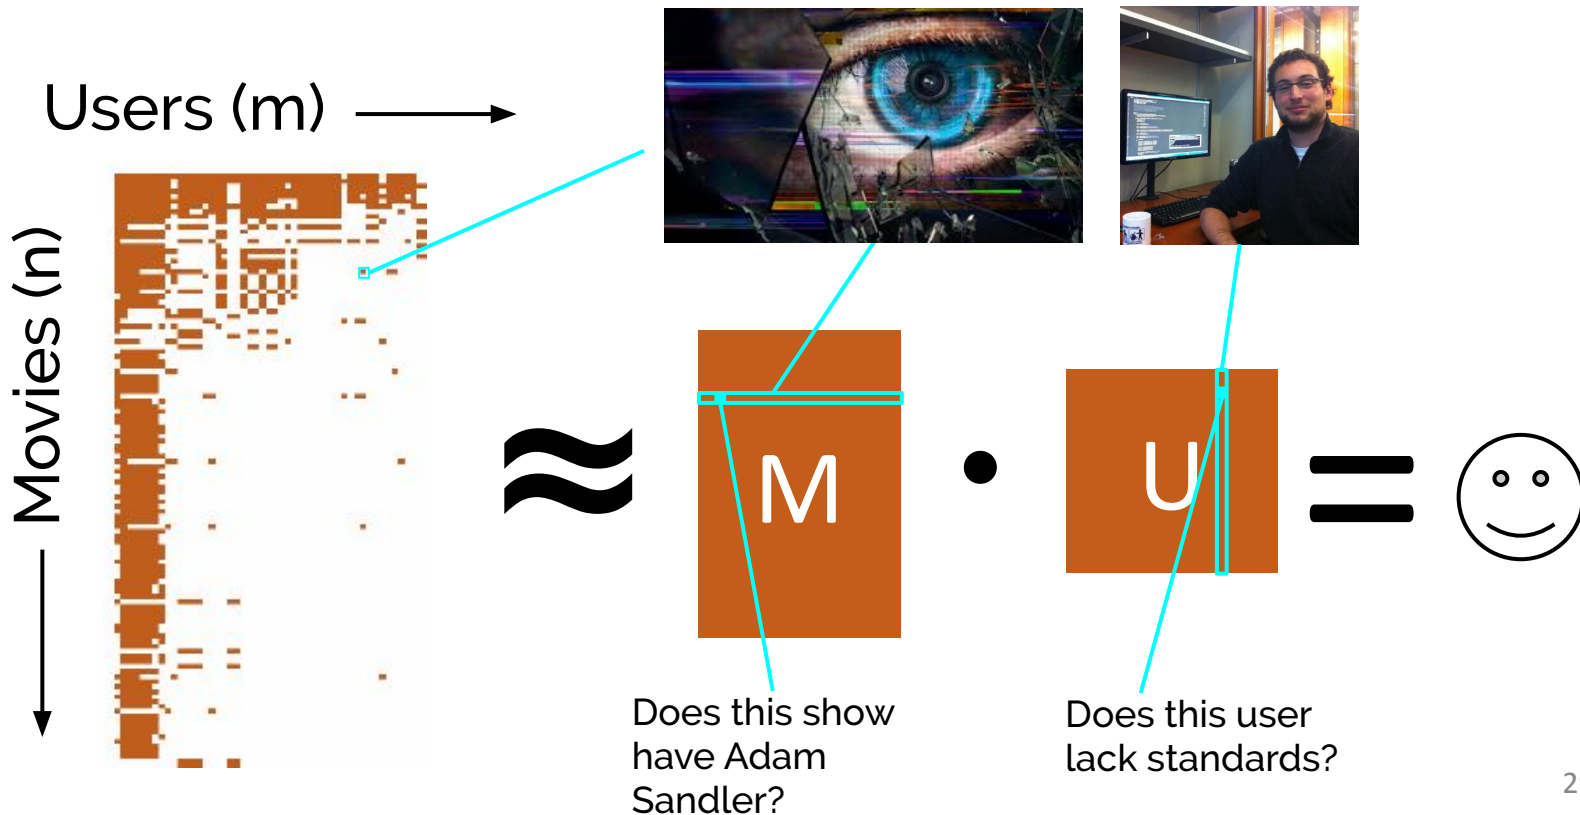 Users (m)
Movies (n)
M
U
Does this show
have Adam
Sandler?
Does this user
lack standards?
2